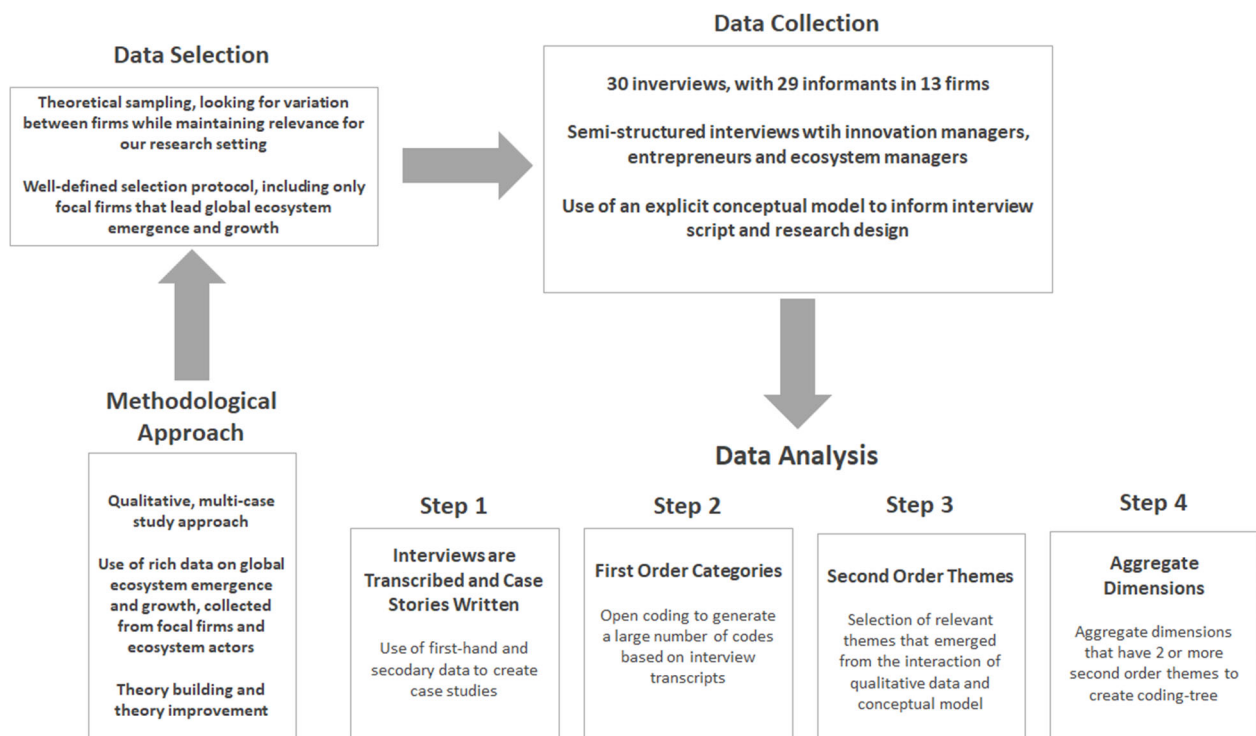 Methodological
Approach
Qualitative, multi-case
study approach
Use of rich data on global
ecosystem emergence
and growth, collected
from focal firms and
ecosystem actors
Theory building and
theory improvement
Data Selection
Theoretical sampling, looking for variation
between firms while maintaining relevance for
our research setting
Well-defined selection protocol, including only
focal firms that lead global ecosystem
emergence and growth
Data Collection
30 inverviews, with 29 informants in 13 firms
Semi-structured interviews wtih innovation managers,
entrepreneurs and ecosystem managers
Use of an explicit conceptual model to inform interview
script and research design
Data Analysis
Step 1
Interviews are
Transcribed and Case
Stories Written
Use of first-hand and
secodary data to create
case studies
Step 2
First Order Categories
Open coding to generate
a large number of codes
based on interview
transcripts
Step 3
Second Order Themes
Selection of relevant
themes that emerged
from the interaction of
qualitative data and
conceptual model
Step 4
Aggregate
Dimensions
Aggregate dimensions
that have 2 or more
second order themes to
create coding-tree